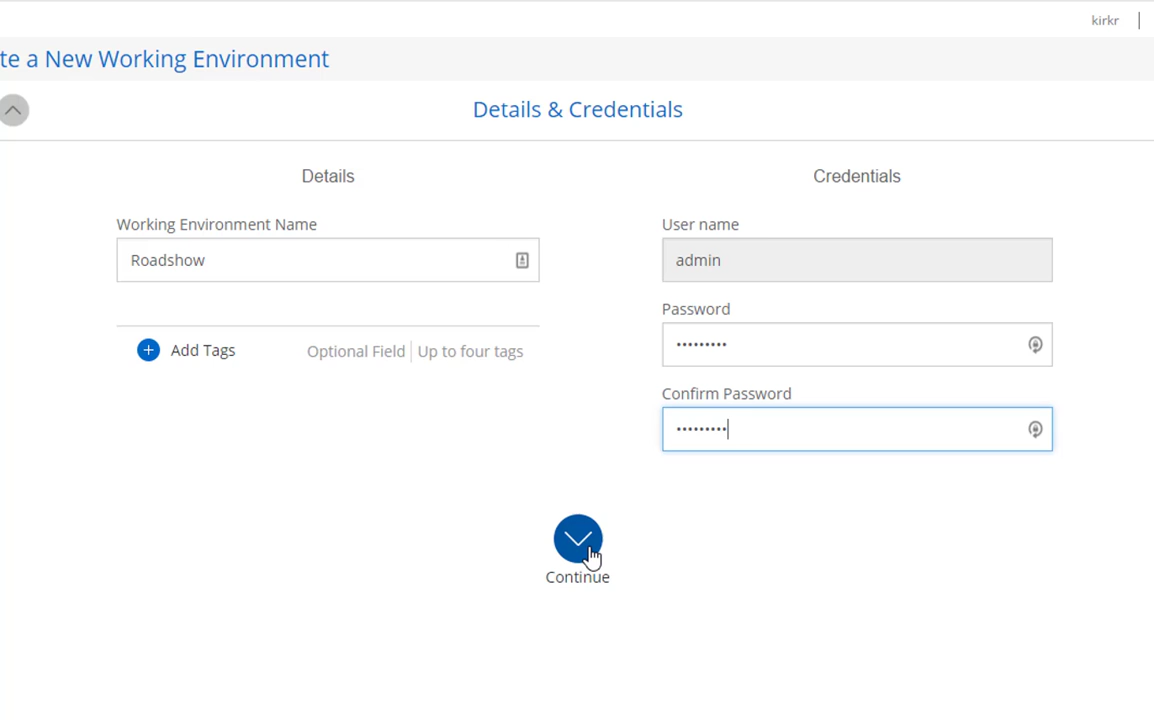 kirkr
te a New Working Environment
Details & Credentials
Details
Credentials
Working Environment Name
User name
Roadshow
admin
Password
•••••••••
Add Tags
Optional Field
Up to four tags
Confirm Password
•••••••••
Continue